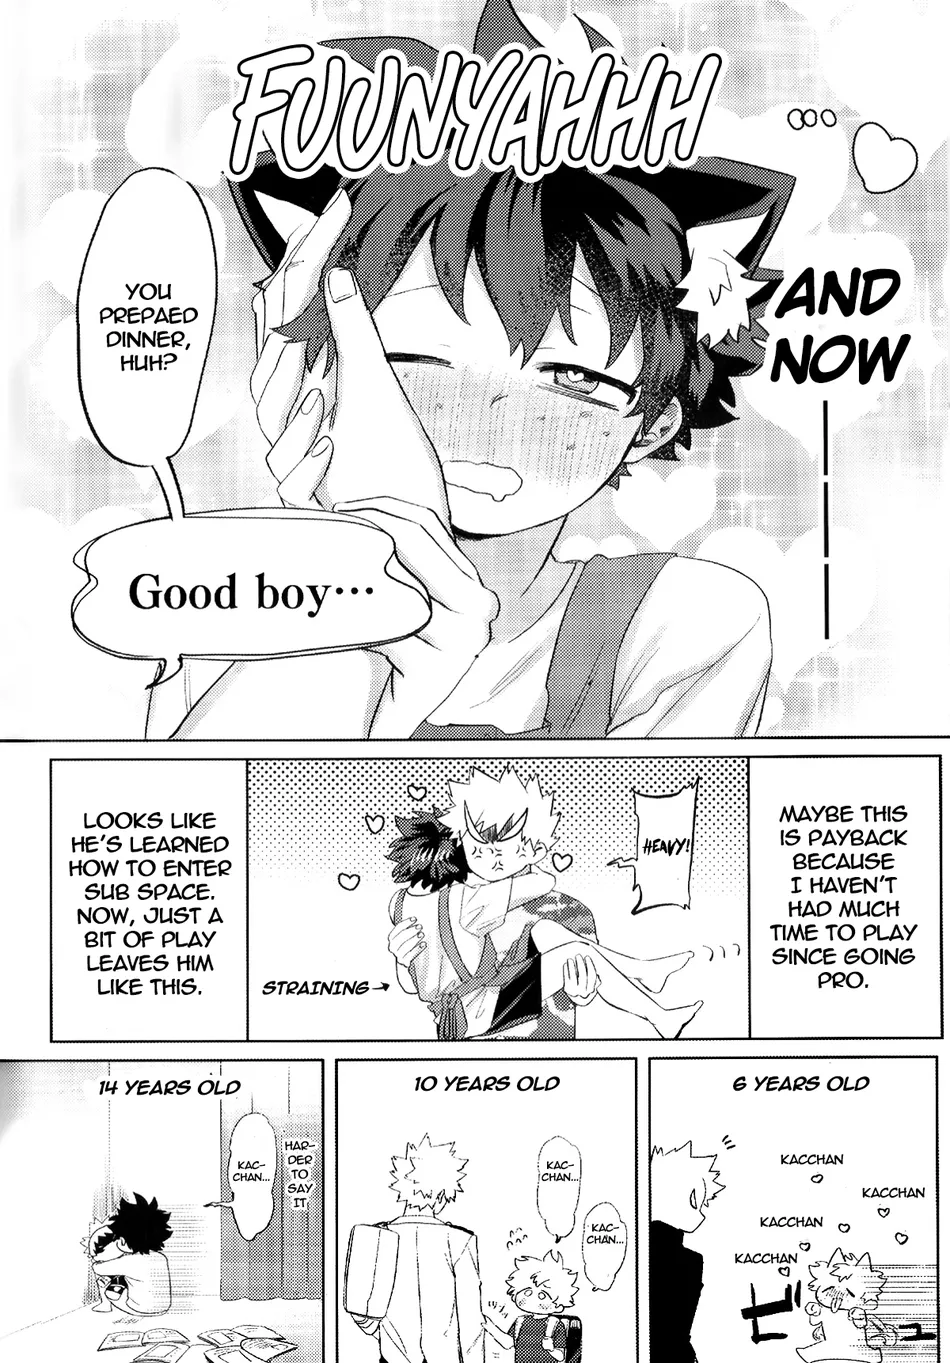 FUUNYAHHH
AND
NOW
YOU
PREPAED
DINNER,
HUH?
Good boy…
MAYBE THIS
IS PAYBACK
BECAUSE
I HAVEN'T
HAD MUCH
TIME TO PLAY
SINCE GOING
PRO.
HEAVY!
STRAINING→
LOOKS LIKE
HE'S LEARNED
HOW TO ENTER
SUB SPACE.
NOW, JUST A
BIT OF PLAY
LEAVES HIM
LIKE THIS.
6 YEARS OLD
KACCHAN
KACCHAN
KACCHAN
KACCHAN
ビュー
10 YEARS OLD
KAC-
CHAN...
KAC-
CHAN...
14 YEARS OLD
HAR-
DER
TO
SAY
IT
KAC-
CHAN...